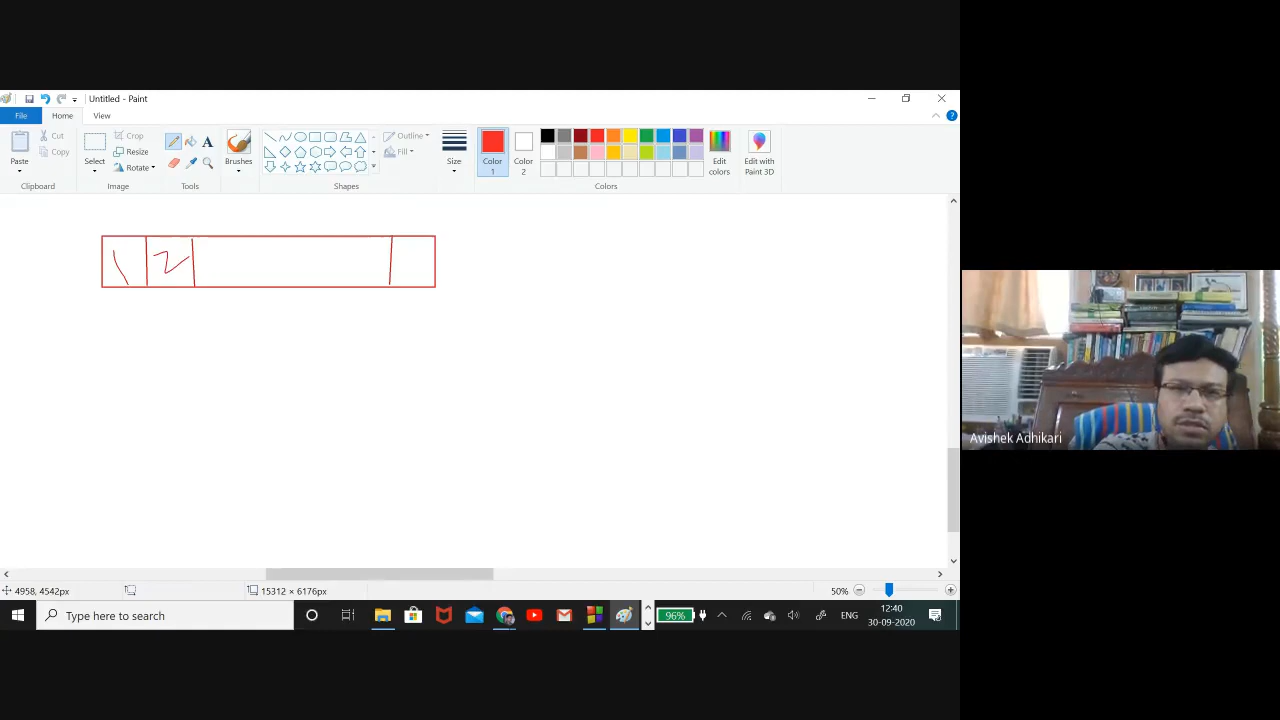 Untitled - Paint
File Home View
Paste
Cut
Copy
Clipboard
Select
Crop
Resize
Rotate
Image
A
Tools
Brushes
Shapes
Outline
Fill
Size
Color 1
Color 2
Colors
Edit colors
Edit with Paint 3D
1 2
Avishek Adhikari
4958, 4542px
15312 × 6176px
50%
Type here to search
96%
ENG
12:40
30-09-2020